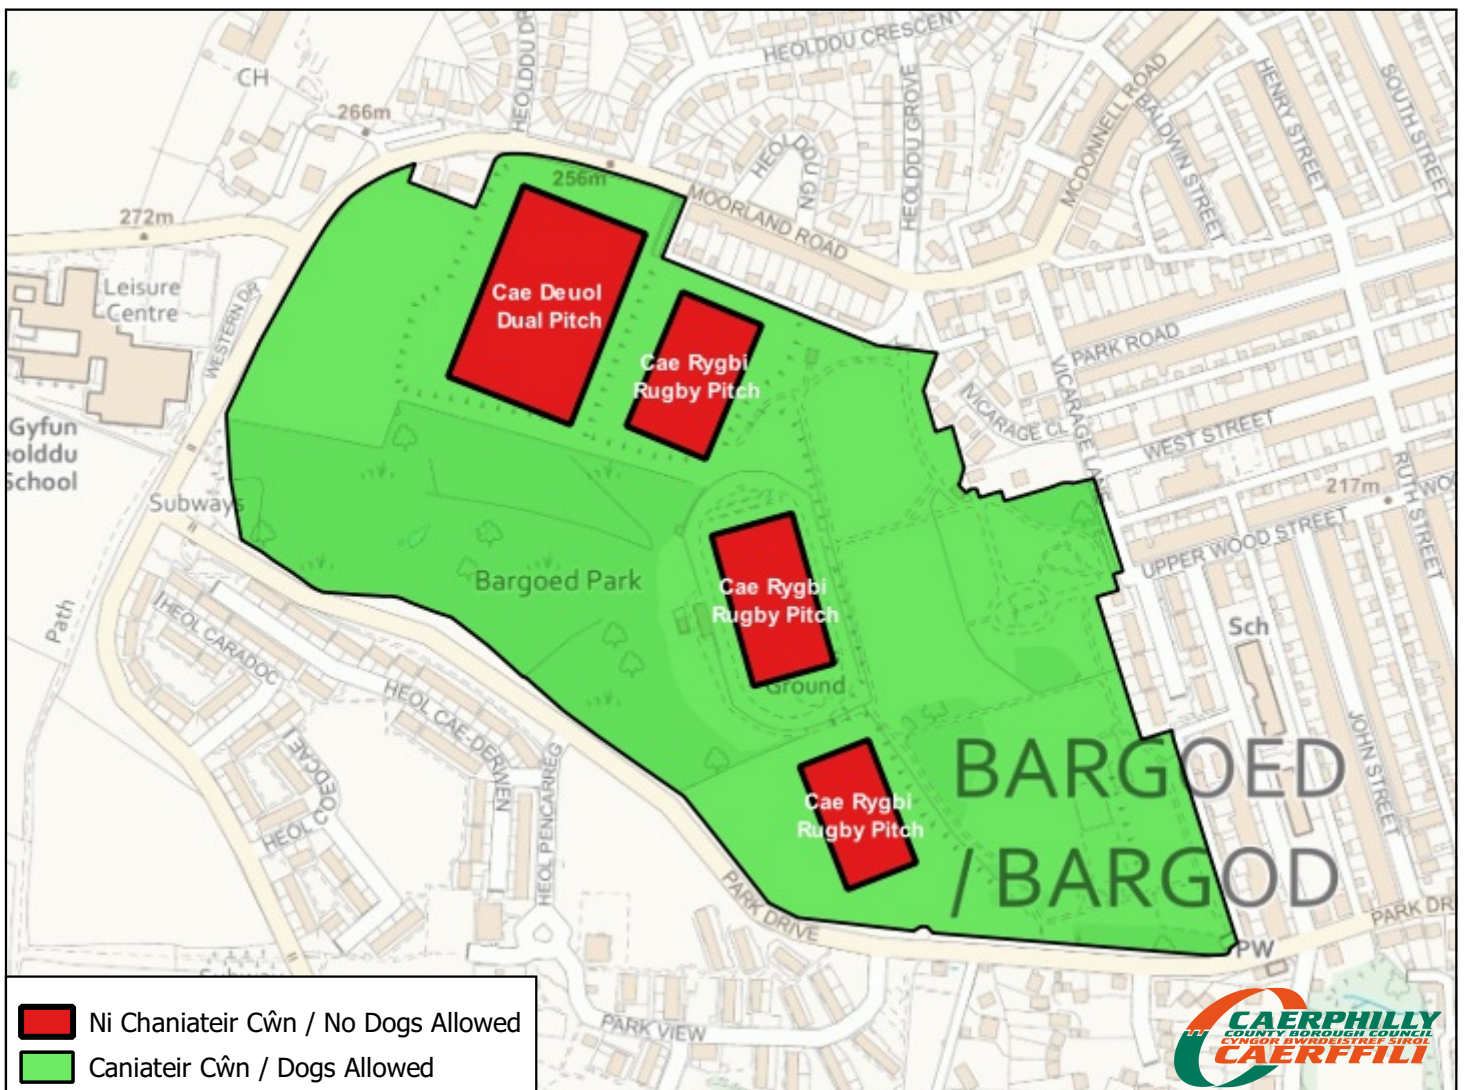 HEOLDDU DR
HEOLDDU CRESCENT
CH
266m
HEOLDDU GROVE
MCDONNELL ROAD
HENRY STREET
SOUTH STREET
BALDWIN STREET
HEOL
DDU GN
256m
MOORLAND ROAD
272m
Leisure
Centre
WESTERN DR
Cae Deuol
Dual Pitch
Cae Rygbi
Rugby Pitch
PARK ROAD
VICARAGE CL
VICARAGE LANE
WEST STREET
RUTH STREET
217m
WOO
UPPER WOOD STREET
Gyfun
eolddu
School
Subways
Bargoed Park
Cae Rygbi
Rugby Pitch
Ground
Path
HEOL CARADOC
HEOL CAE-DERWEN
HEOL COEDCAE
HEOL PENCARREG
Sch
JOHN STREET
BARGOED
/ BARGOD
Cae Rygbi
Rugby Pitch
PARK DRIVE
PARK DR
PW
Subway
PARK VIEW
Ni Chaniateir Cŵn / No Dogs Allowed
Caniateir Cŵn / Dogs Allowed
CAERPHILLY
COUNTY BOROUGH COUNCIL
CYNGOR BWRDEISTREF SIROL
CAERFFILI